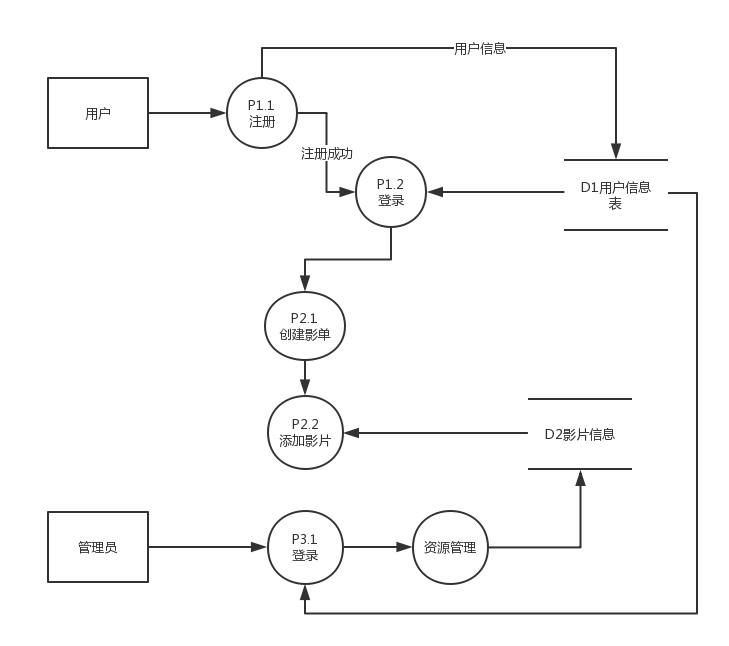 用户信息
用户
P1.1
注册
注册成功
P1.2
登录
D1用户信息
表
P2.1
创建影单
P2.2
添加影片
D2影片信息
管理员
P3.1
登录
资源管理